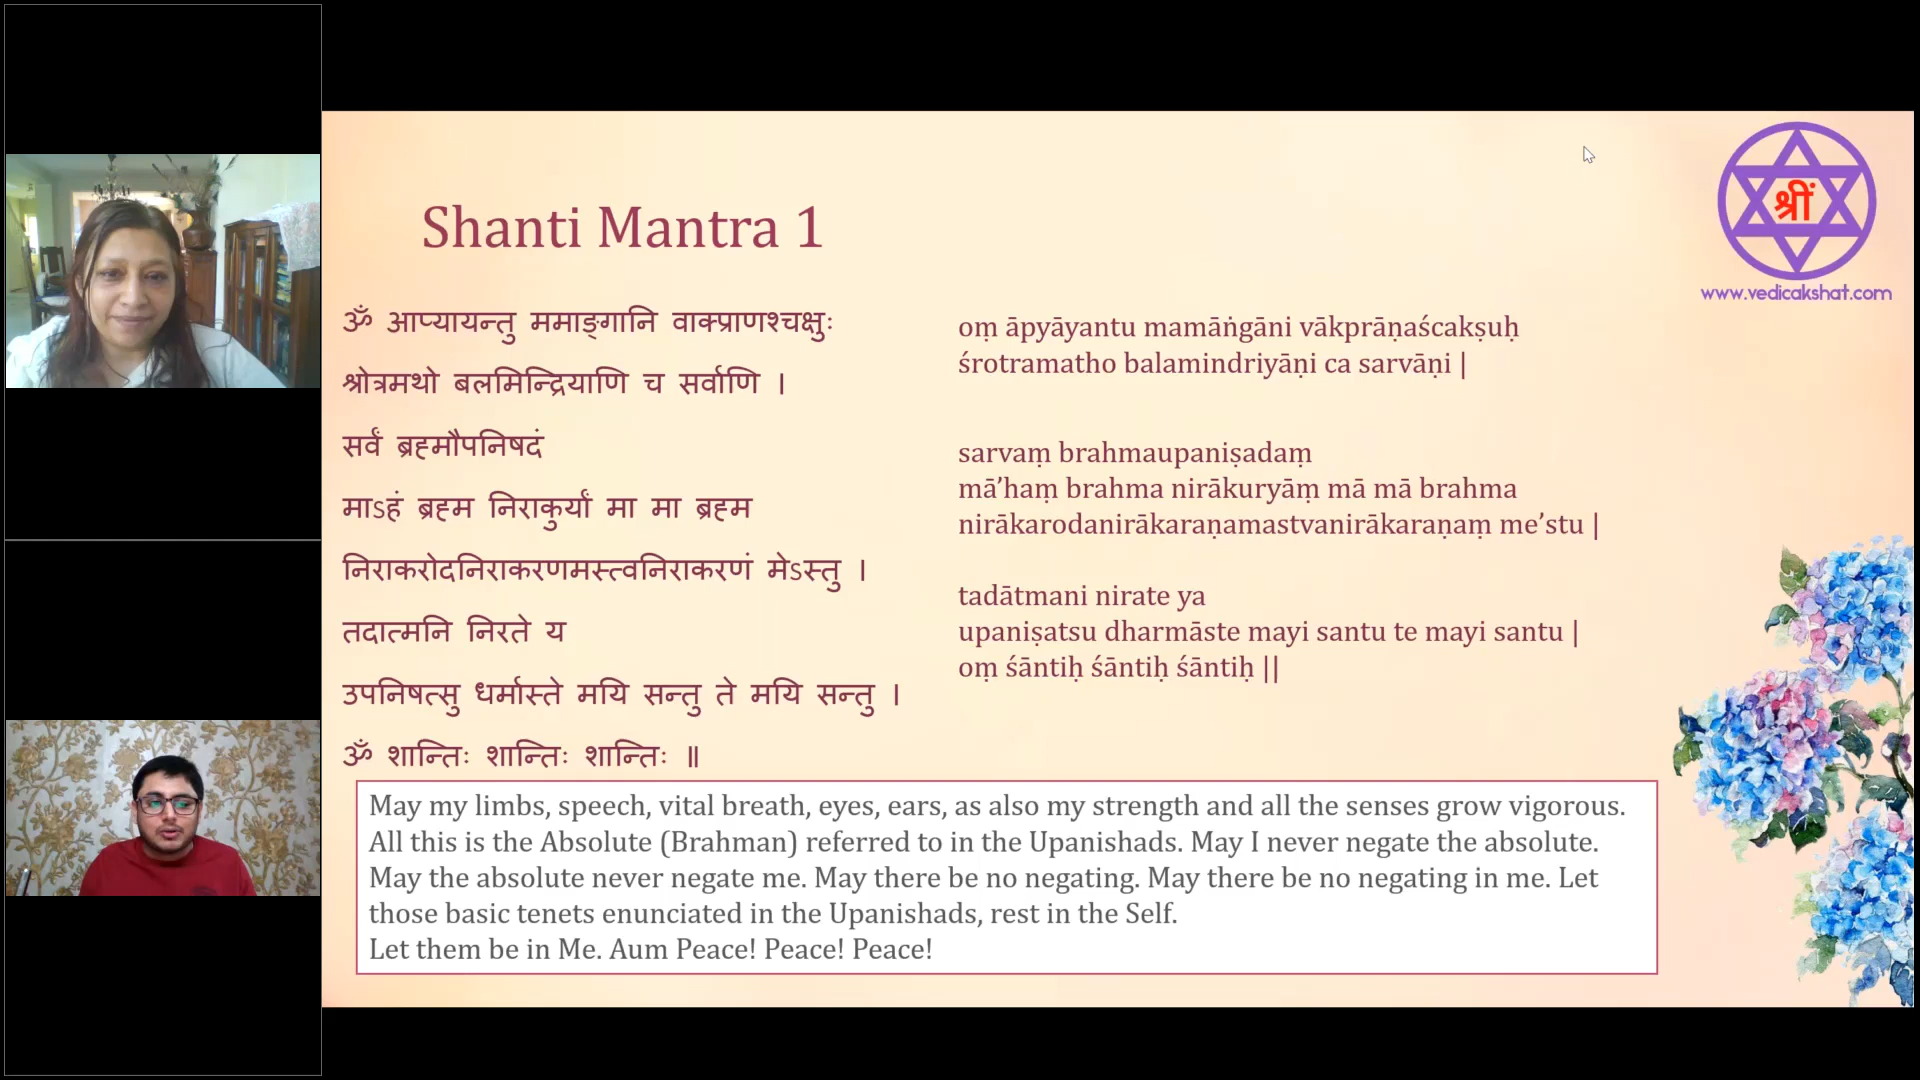 Shanti Mantra 1
ॐ आप्यायन्तु ममाङ्गानि वाक्प्राणश्चक्षुः
श्रोत्रमथो बलमिन्द्रियाणि च सर्वाणि ।
सर्वं ब्रह्मौपनिषदं
माऽहं ब्रह्म निराकुर्यां मा मा ब्रह्म
निराकरोदनिराकरणमस्त्वनिराकरणं मेऽस्तु ।
तदात्मनि निरते य
उपनिषत्सु धर्मास्ते मयि सन्तु ते मयि सन्तु ।
ॐ शान्तिः शान्तिः शान्तिः ॥
oṃ āpyāyantu mamāṅgāni vākprāṇaścakṣuḥ
śrotramatho balamindriyāṇi ca sarvāṇi |
sarvaṃ brahmaupaniṣadaṃ
mā’haṃ brahma nirākuryāṃ mā mā brahma
nirākarodanirākaraṇamastvanirākaraṇaṃ me’stu |
tadātmani nirate ya
upaniṣatsu dharmāste mayi santu te mayi santu |
oṃ śāntiḥ śāntiḥ śāntiḥ ||
May my limbs, speech, vital breath, eyes, ears, as also my strength and all the senses grow vigorous.
All this is the Absolute (Brahman) referred to in the Upanishads. May I never negate the absolute.
May the absolute never negate me. May there be no negating. May there be no negating in me. Let
those basic tenets enunciated in the Upanishads, rest in the Self.
Let them be in Me. Aum Peace! Peace! Peace!
श्रीं
www.vedicakshat.com